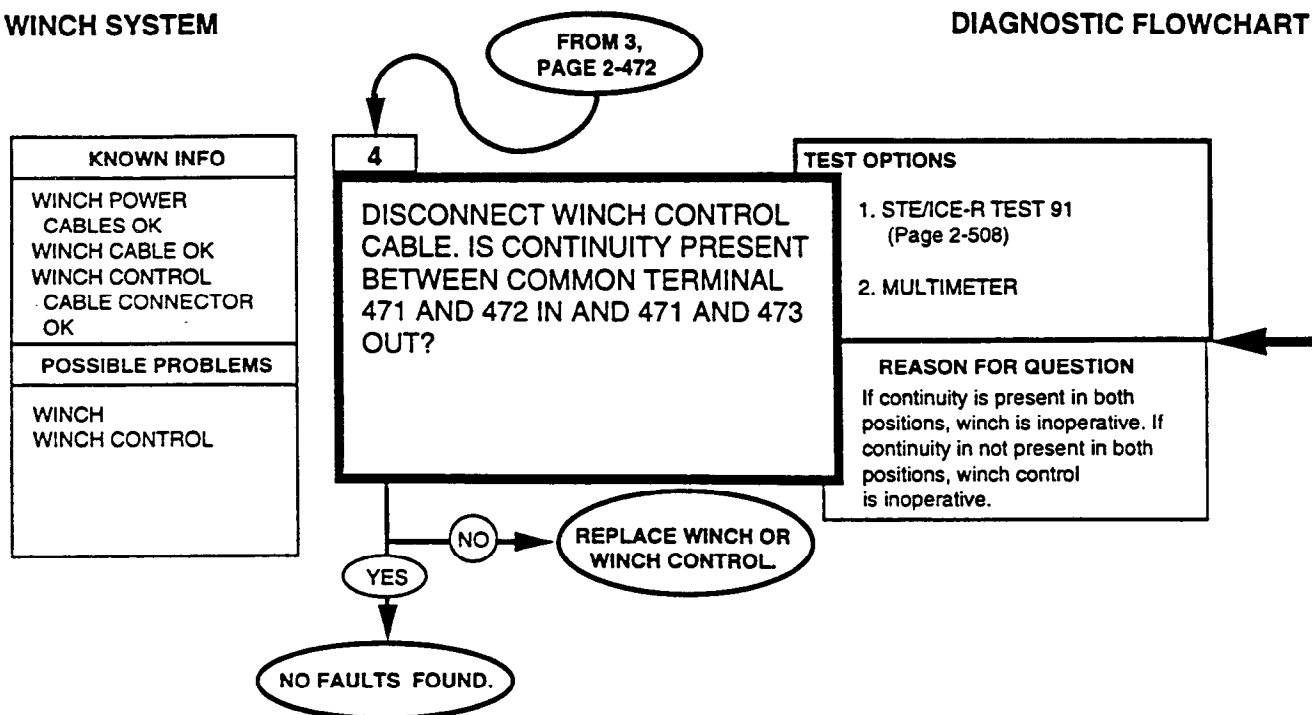 WINCH SYSTEM
DIAGNOSTIC FLOWCHART
FROM 3,
PAGE 2-472
KNOWN INFO
WINCH POWER
CABLES OK
WINCH CABLE OK
WINCH CONTROL
CABLE CONNECTOR
OK
POSSIBLE PROBLEMS
WINCH
WINCH CONTROL
4
DISCONNECT WINCH CONTROL
CABLE. IS CONTINUITY PRESENT
BETWEEN COMMON TERMINAL
471 AND 472 IN AND 471 AND 473
OUT?
TEST OPTIONS
1. STE/ICE-R TEST 91
(Page 2-508)
2. MULTIMETER
REASON FOR QUESTION
If continuity is present in both
positions, winch is inoperative. If
continuity in not present in both
positions, winch control
is inoperative.
NO
REPLACE WINCH OR
WINCH CONTROL.
YES
NO FAULTS FOUND.